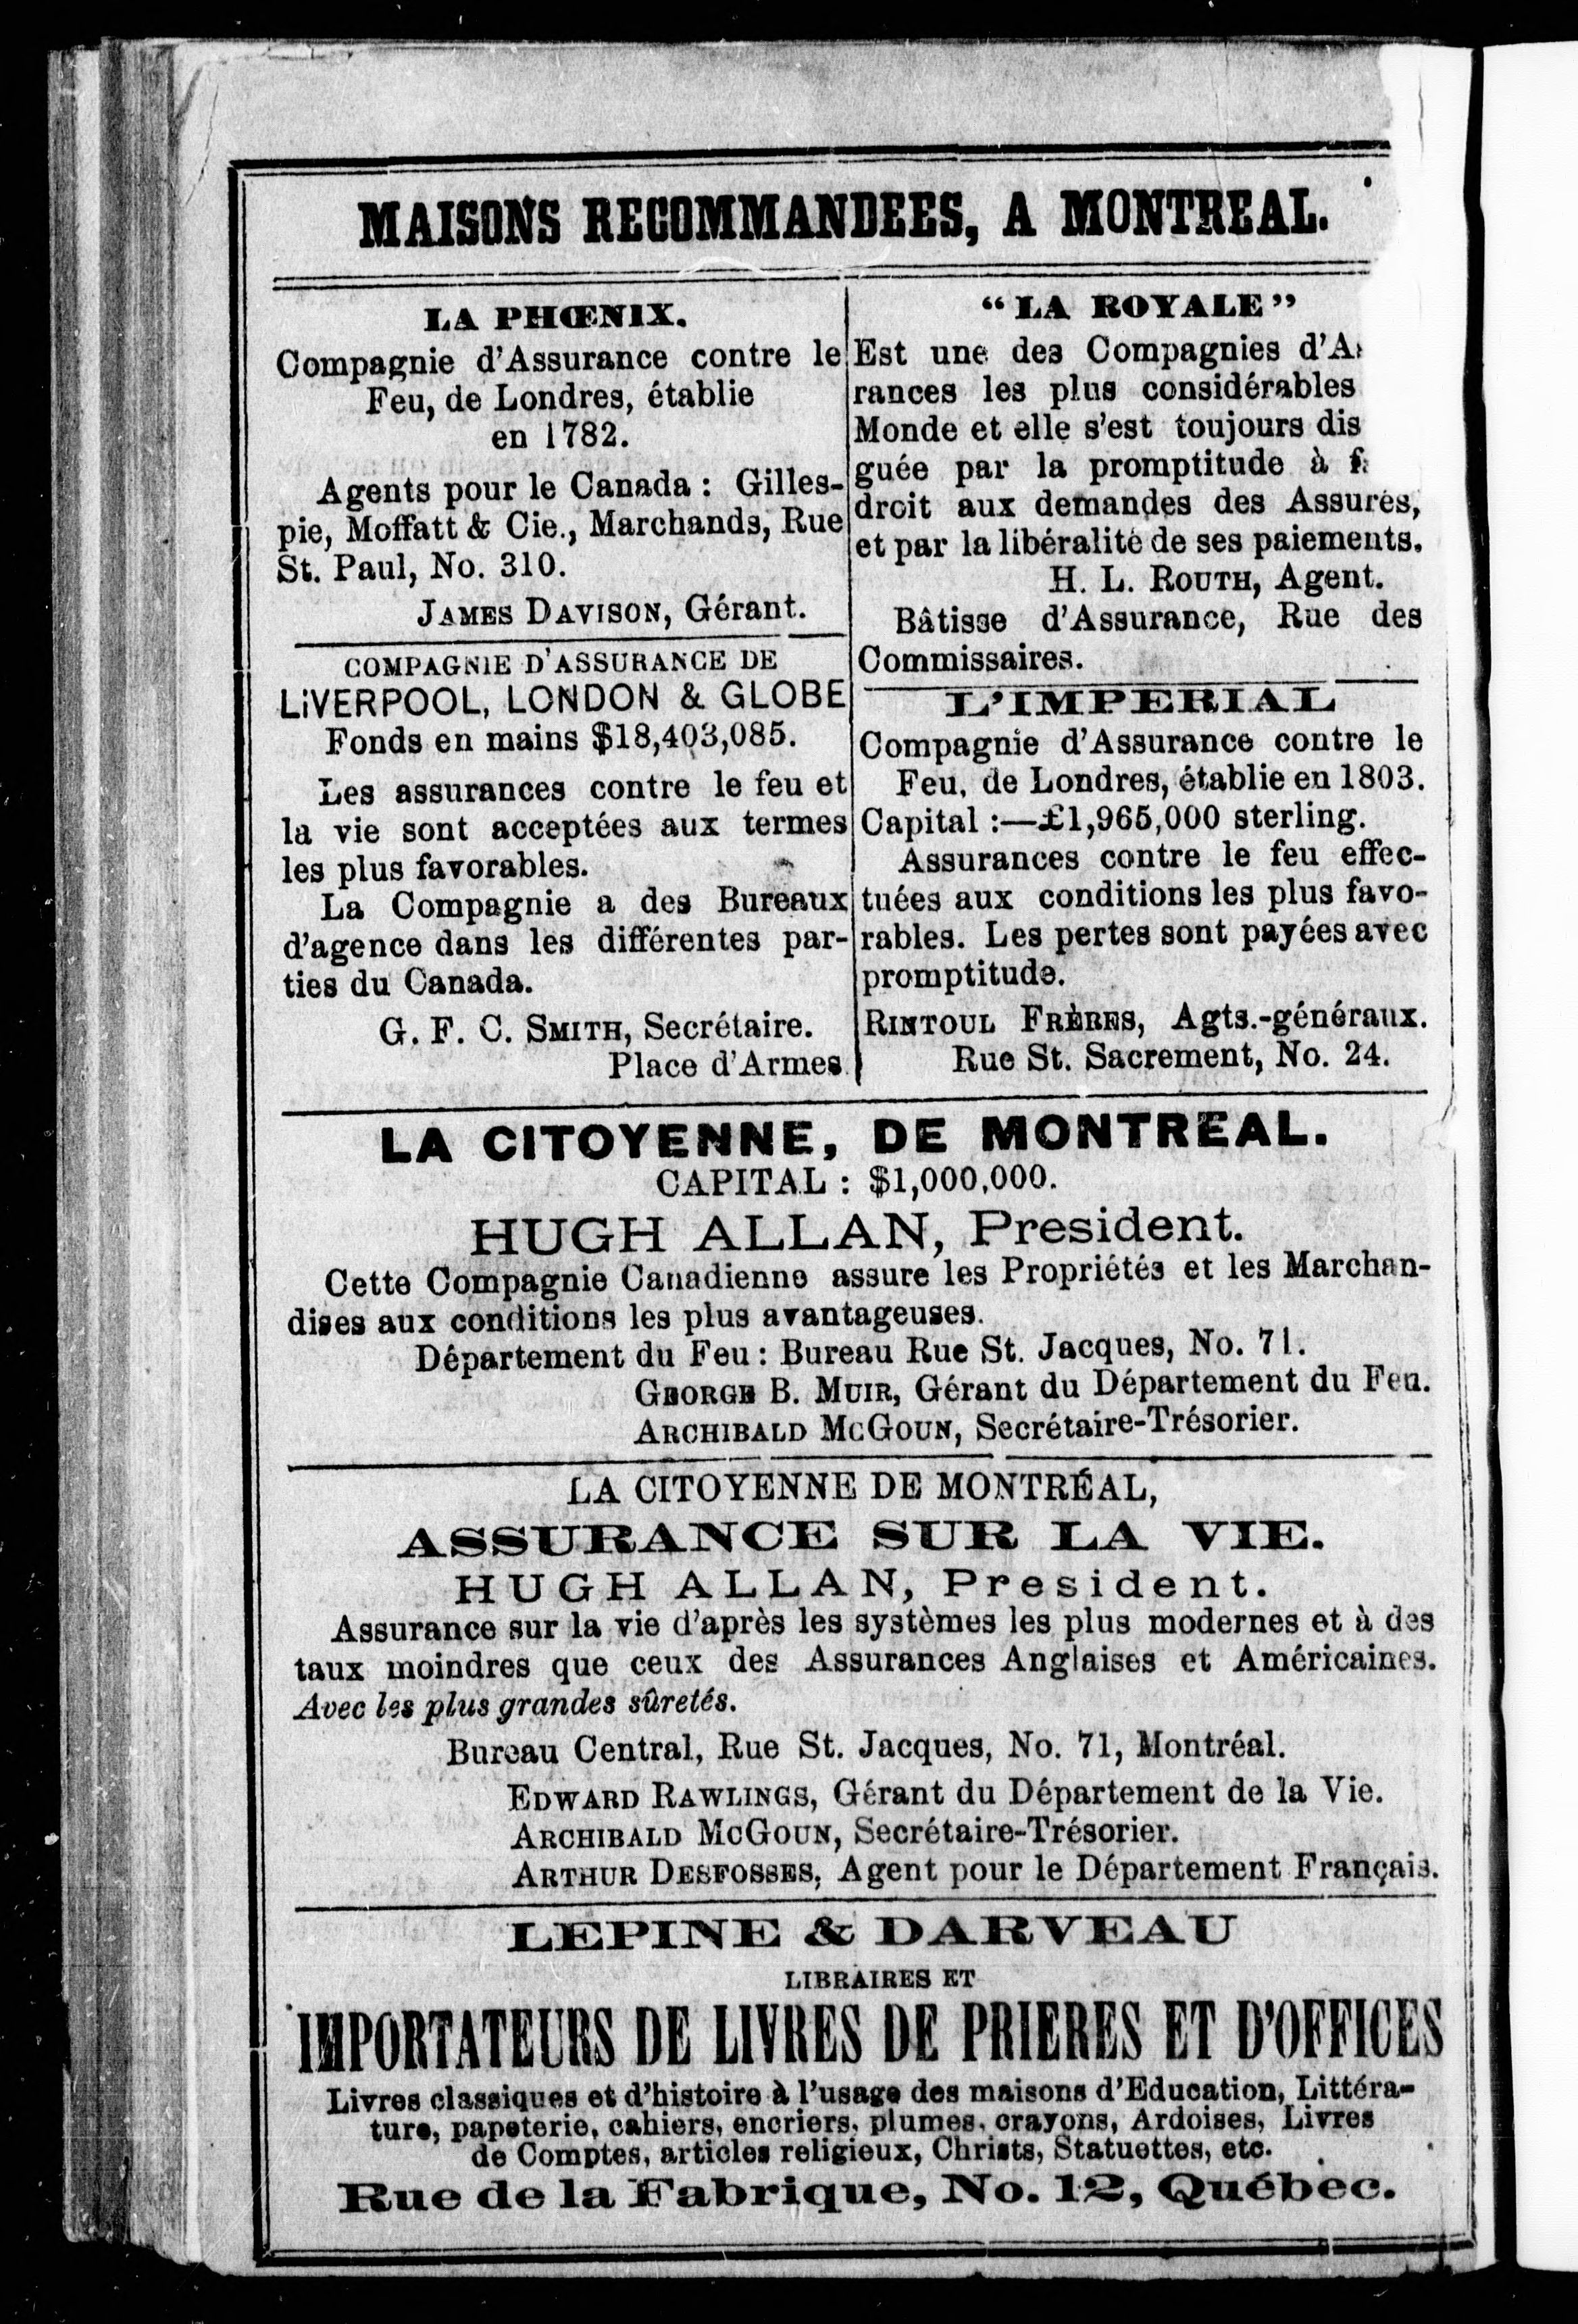 MAISONS RECOMMANDEES, A MONTREAL.
LA PHŒNIX.
Compagnie d'Assurance contre le
Feu, de Londres, établie
en 1782.
Agents pour le Canada : Gilles-
pie, Moffatt & Cie., Marchands, Rue
St. Paul, No. 310.
JAMES DAVISON, Gérant.
COMPAGNIE D'ASSURANCE DE
LIVERPOOL, LONDON & GLOBE
Fonds en mains $18,403,085.
Les assurances contre le feu et
la vie sont acceptées aux termes
les plus favorables.
La Compagnie a des Bureaux
d'agence dans les différentes par-
ties du Canada.
G. F. C. SMITH, Secrétaire.
Place d'Armes
"LA ROYALE"
Est une des Compagnies
rances les plus considérables
Monde et elle s'est toujours dis
guée par la promptitude à
droit aux demandes des Assurés,
et par la libéralité de ses paiements.
H. L. ROUTH, Agent.
Bâtisse d'Assurance, Rue des
Commissaires.
L'IMPERIAL
Compagnie d'Assurance contre le
Feu, de Londres, établie en 1803.
Capital :—£1,965,000 sterling.
Assurances contre le feu effec-
tuées aux conditions les plus favo-
rables. Les pertes sont payées avec
promptitude.
RINTOUL FRÈRES, Agts.-généraux.
Rue St. Sacrement, No. 24.
LA CITOYENNE, DE MONTREAL.
CAPITAL : $1,000,000.
HUGH ALLAN, President.
Cette Compagnie Canadienne assure les Propriétés et les Marchan-
dises aux conditions les plus avantageuses.
Département du Feu : Bureau Rue St. Jacques, No. 71.
GEORGE B. MUIR, Gérant du Département du Feu.
ARCHIBALD MCGOUN, Secrétaire-Trésorier.
LA CITOYENNE DE MONTRÉAL,
ASSURANCE SUR LA VIE.
HUGH ALLAN, President.
Assurance sur la vie d'après les systèmes les plus modernes et à des
taux moindres que ceux des Assurances Anglaises et Américaines.
Avec les plus grandes sûretés.
Bureau Central, Rue St. Jacques, No. 71, Montréal.
EDWARD RAWLINGS, Gérant du Département de la Vie.
ARCHIBALD MCGOUN, Secrétaire-Trésorier.
ARTHUR DESFOSSES, Agent pour le Département Français.
LEPINE & DARVEAU
LIBRAIRES ET
IMPORTATEURS DE LIVRES DE PRIERES ET D'OFFICES
Livres classiques et d'histoire à l'usage des maisons d'Education, Littéra-
ture, papeterie, cahiers, encriers, plumes, crayons, Ardoises, Livres
de Comptes, articles religieux, Christs, Statuettes, etc.
Rue de la Fabrique, No. 12, Québec.